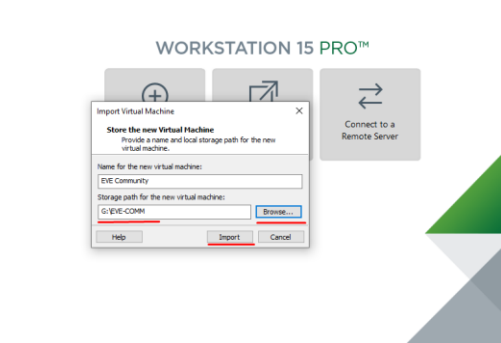 WORKSTATION 15 PRO™
Import Virtual Machine
Store the new Virtual Machine
Provide a name and local storage path for the new
virtual machine.
Name for the new virtual machine:
EVE Community
Storage path for the new virtual machine:
G:\EVE-COMM
Browse...
Help
Import
Cancel
Connect to a
Remote Server